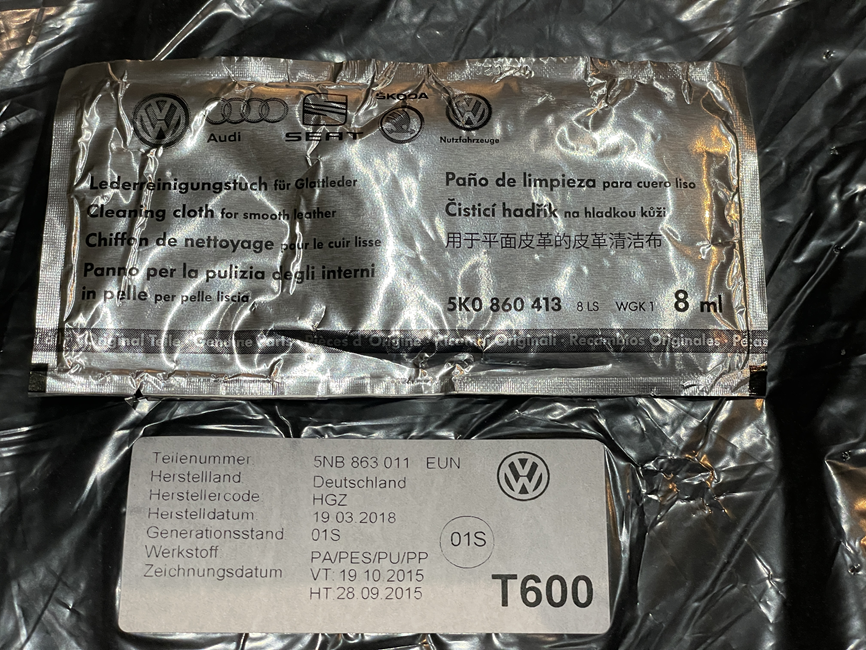 Audi SEAT ŠKODA Nutzfahrzeuge
Lederreinigungstuch für Glattleder
Cleaning cloth for smooth leather
Chiffon de nettoyage pour le cuir lisse
Panno per la pulizia degli interni
in pelle per pelle liscia
Paño de limpieza para cuero liso
Čisticí hadřík na hladkou kůži
用于平面皮革的皮革清洁布
5K0 860 413 8 LS WGK 1 8 ml
Original Teile · Genuine Parts · Pièces d´Origine · Ricambi Originali · Recambios Originales
Teilenummer 5NB 863 011 EUN
Herstellland Deutschland
Herstellercode HGZ
Herstelldatum 19.03.2018
Generationsstand 01S
Werkstoff PA/PES/PU/PP
Zeichnungsdatum VT: 19.10.2015
HT:28.09.2015
01S
T600